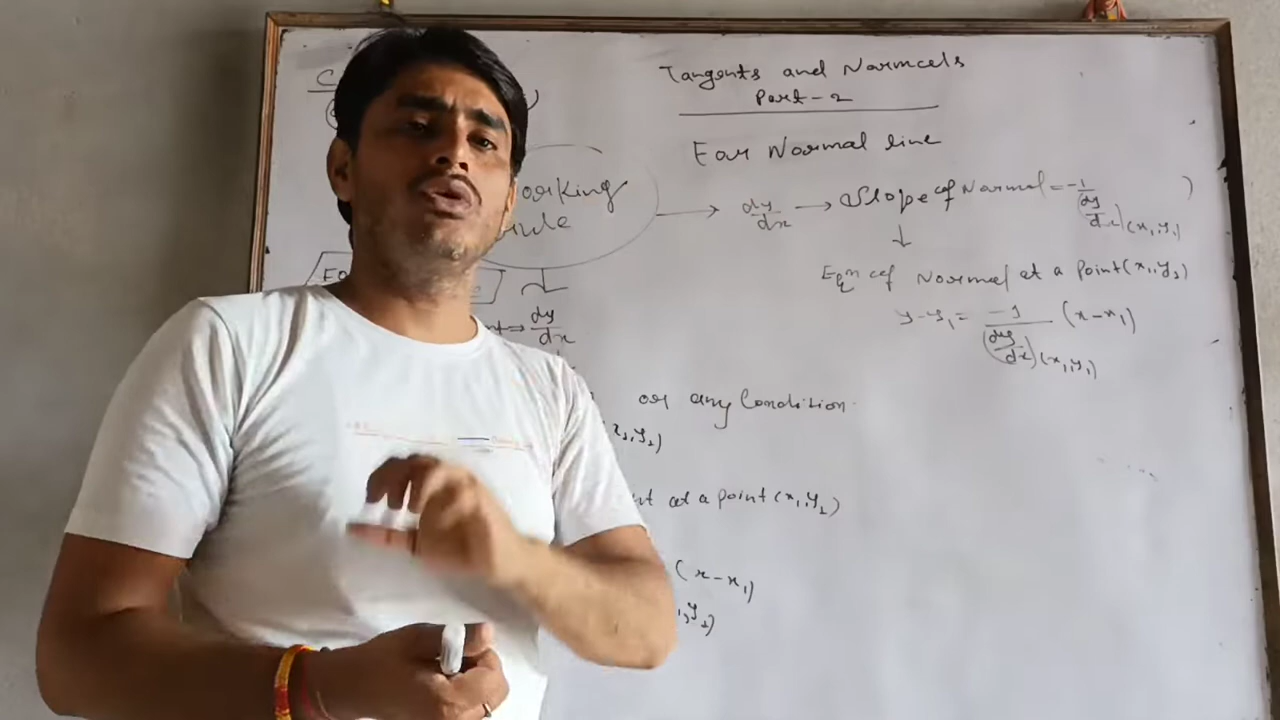 Tangents and Normals
Part-2
For Normal line
Working
rule
dy/dx → Slope of Normal = -1/(dy/dx)(x₁,y₁)
↓
Eqn of Normal at a point (x₁,y₁)
y-y₁ = -1/(dy/dx)(x₁,y₁) (x-x₁)
⇒ dy/dx
or any Condition.
x₁,y₁)
at a point (x₁,y₁)
(x-x₁)
,y₁)